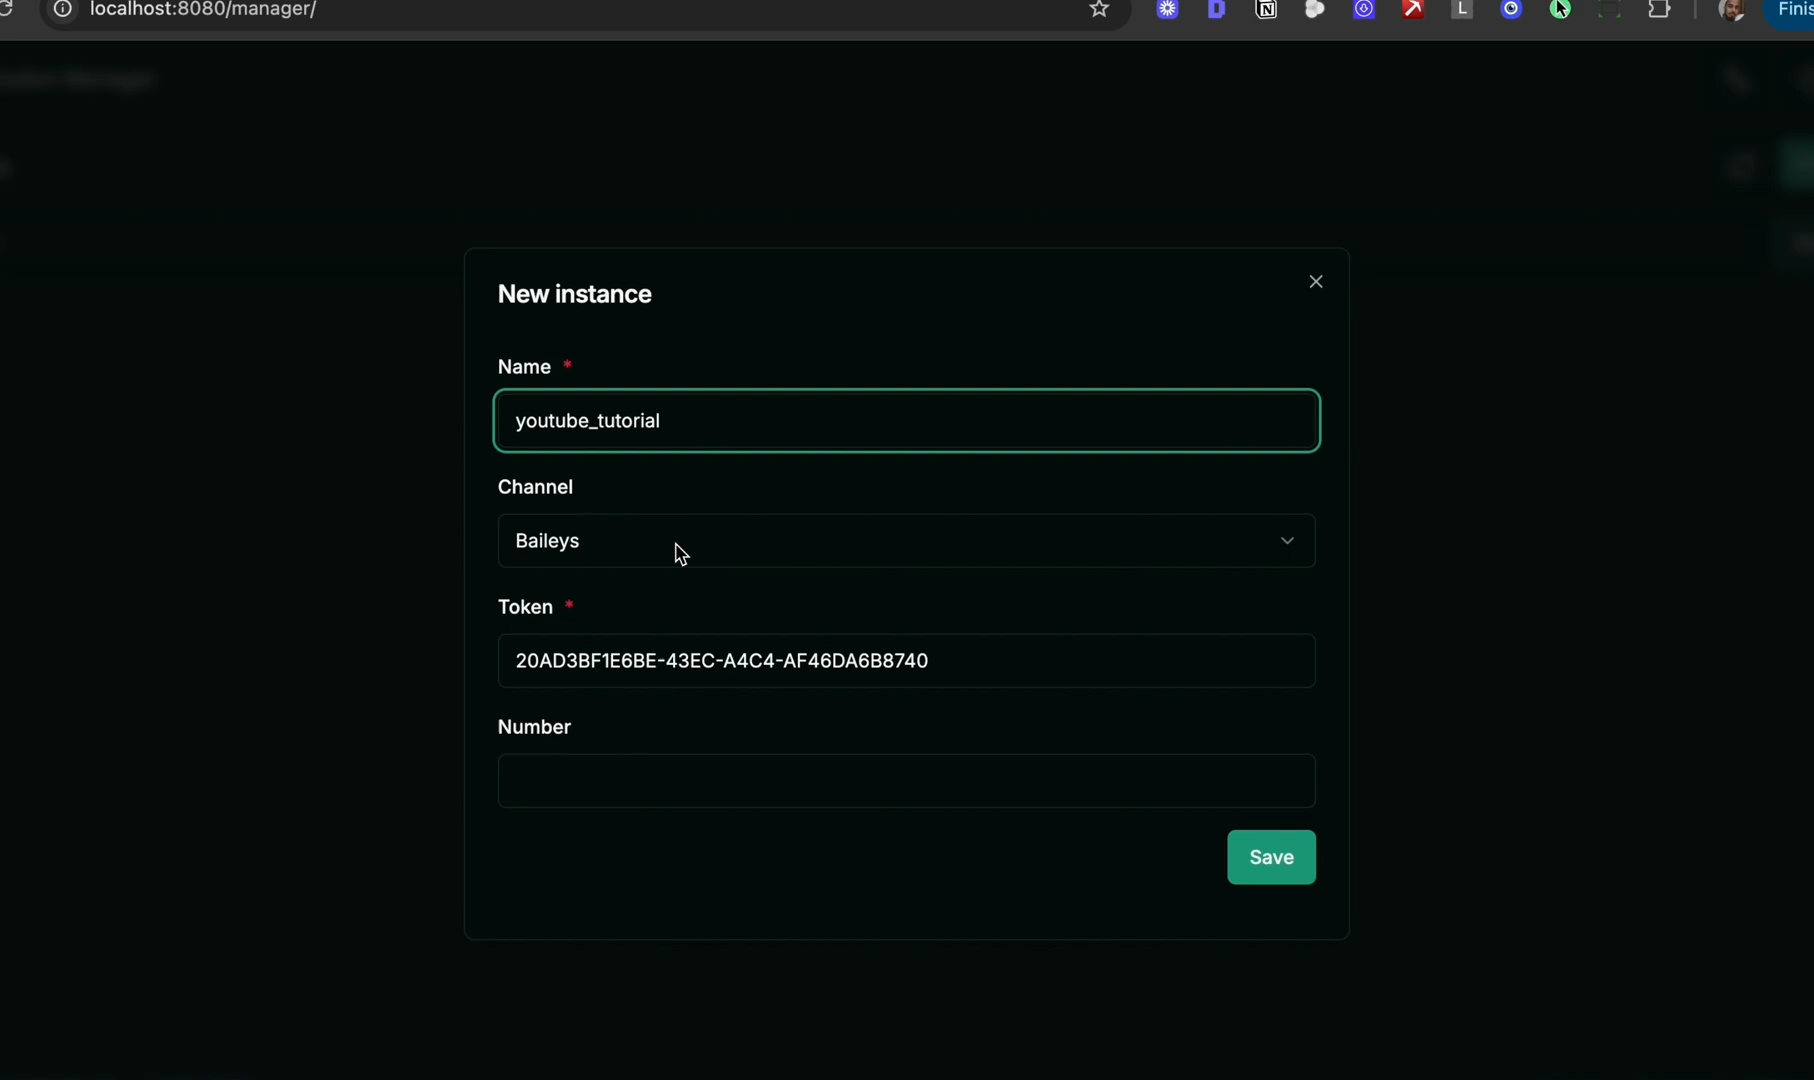 localhost:8080/manager/
Finis
New instance
Name *
youtube_tutorial
Channel
Baileys
Token *
20AD3BF1E6BE-43EC-A4C4-AF46DA6B8740
Number
Save